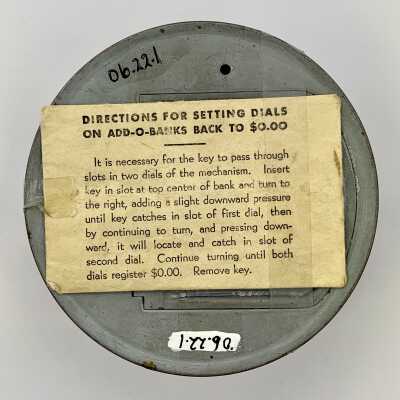 06.22.1
DIRECTIONS FOR SETTING DIALS
ON ADD-O-BANKS BACK TO $0.00
It is necessary for the key to pass through
slots in two dials of the mechanism. Insert
key in slot at top center of bank and turn to
the right, adding a slight downward pressure
until key catches in slot of first dial, then
by continuing to turn, and pressing down-
ward, it will locate and catch in slot of
second dial. Continue turning until both
dials register $0.00. Remove key.
06.22.1